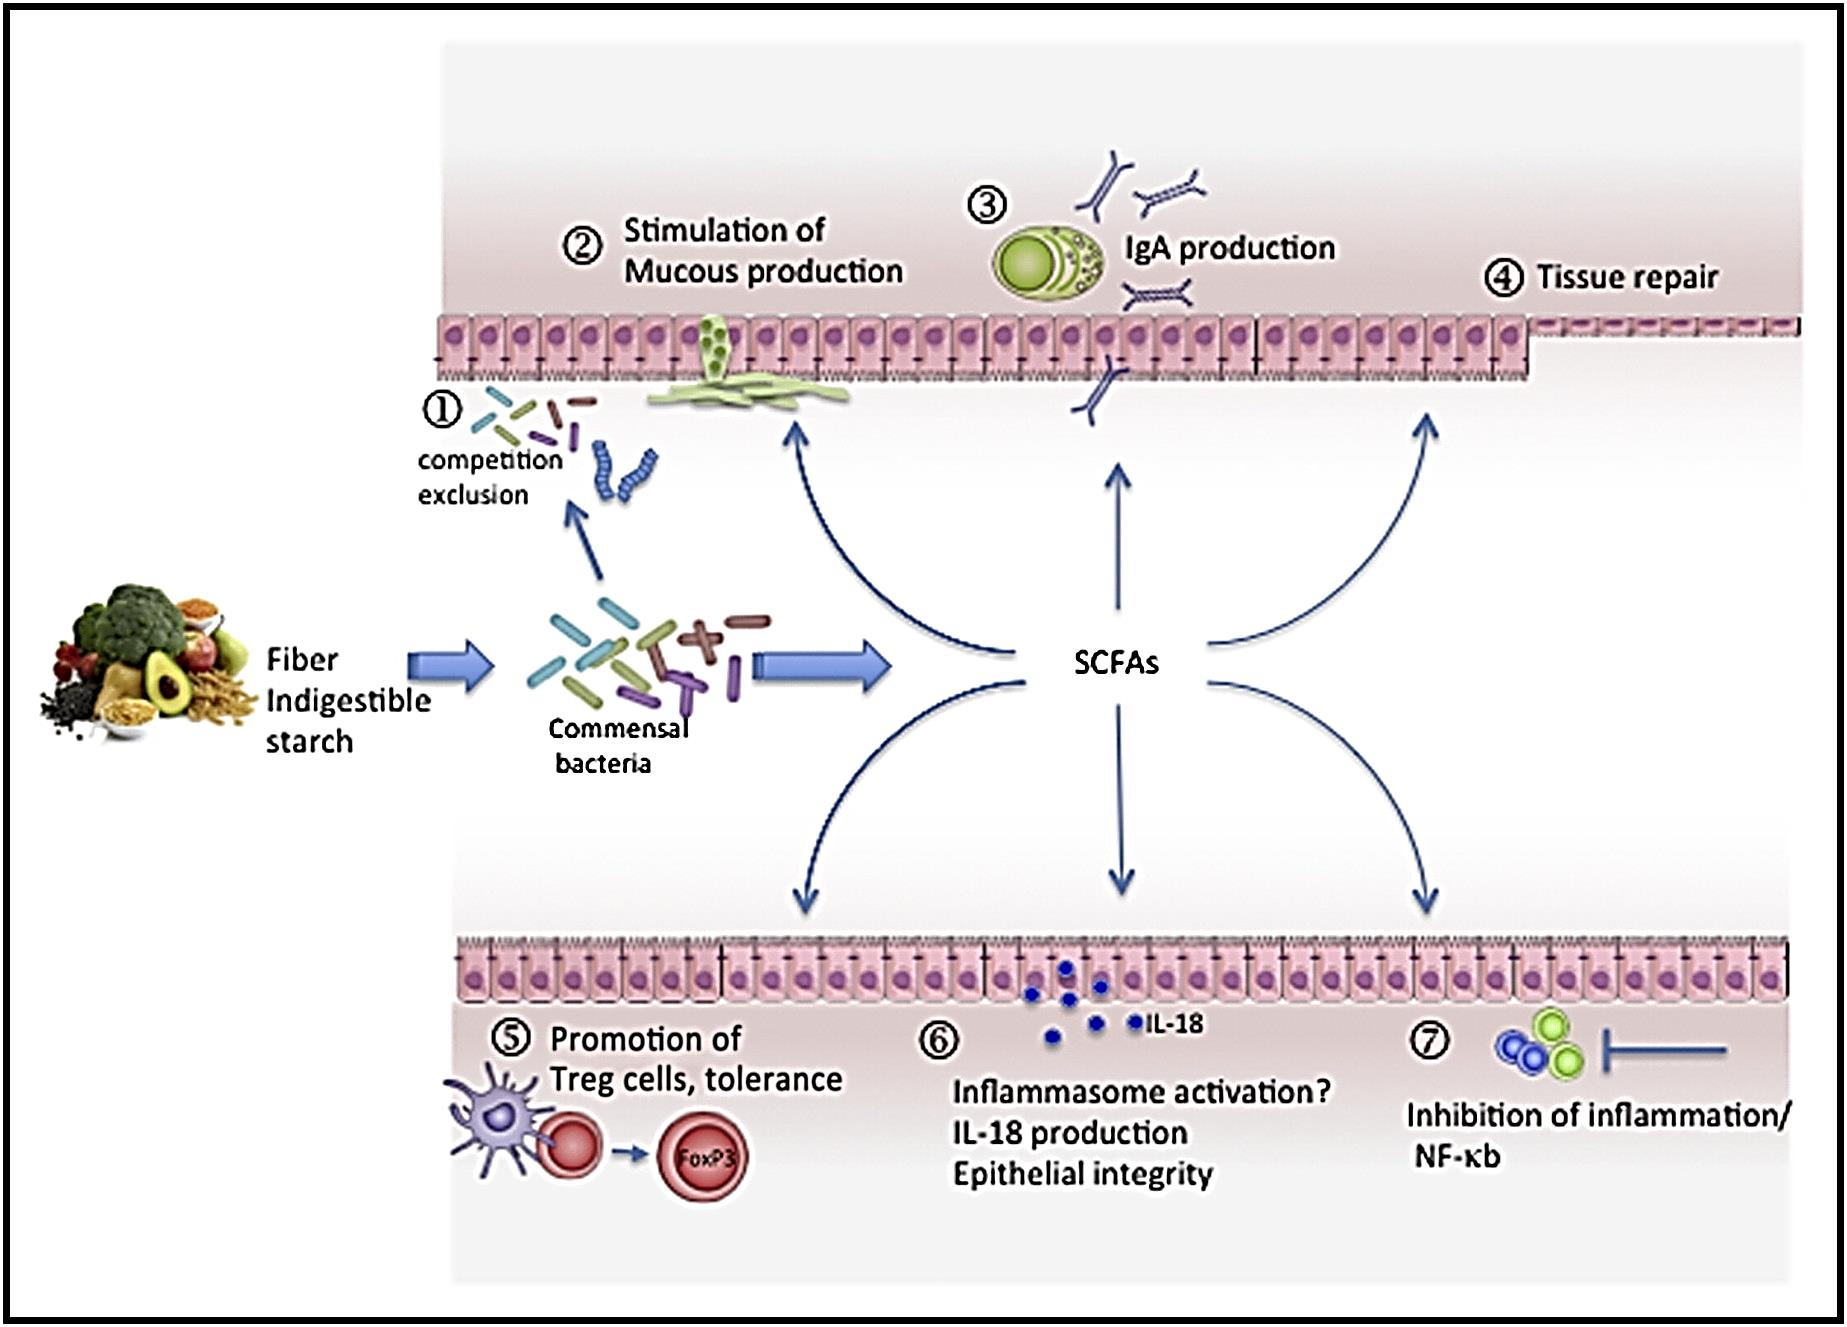 ②
Stimulation of
Mucous production
③
IgA production
④ Tissue repair
①
competition
exclusion
Fiber
Indigestible
starch
Commensal
bacteria
SCFAs
⑤ Promotion of
Treg cells, tolerance
FoxP3
⑥
IL-18
Inflammasome activation?
IL-18 production
Epithelial integrity
⑦
Inhibition of inflammation/
NF-κb